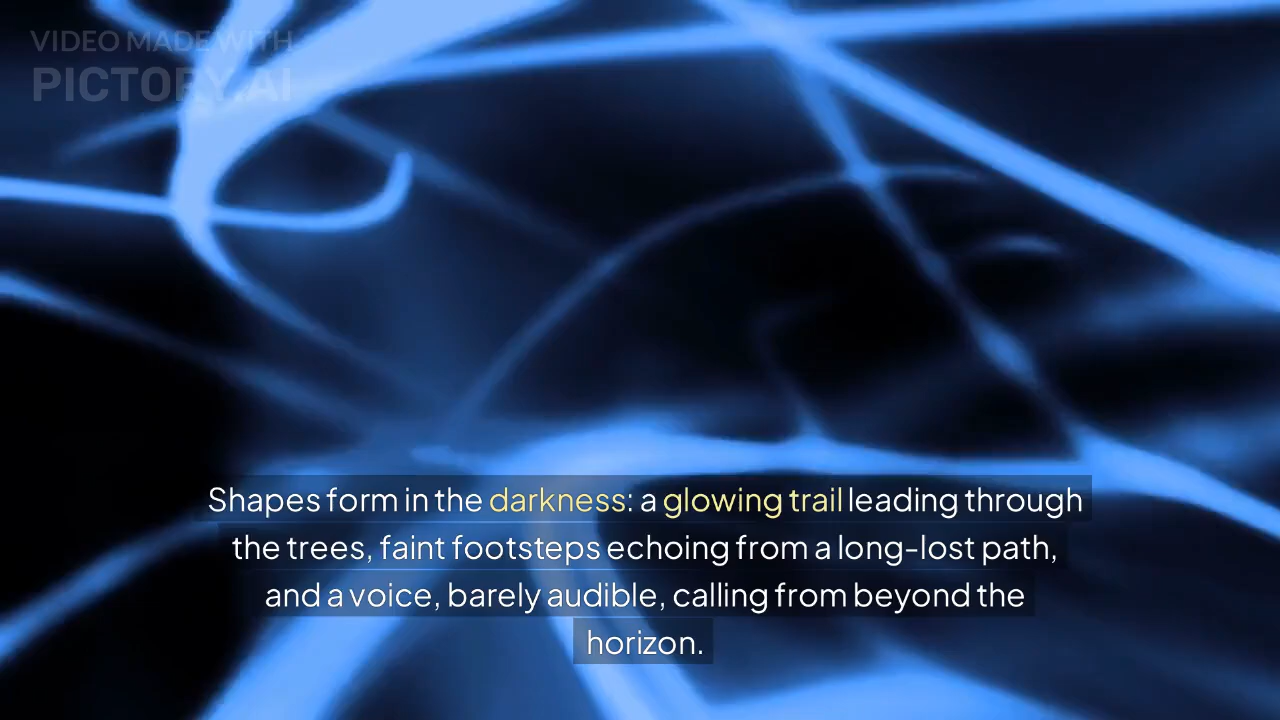 VIDEO MADE WITH
PICTORY.AI
Shapes form in the darkness: a glowing trail leading through
the trees, faint footsteps echoing from a long-lost path,
and a voice, barely audible, calling from beyond the
horizon.